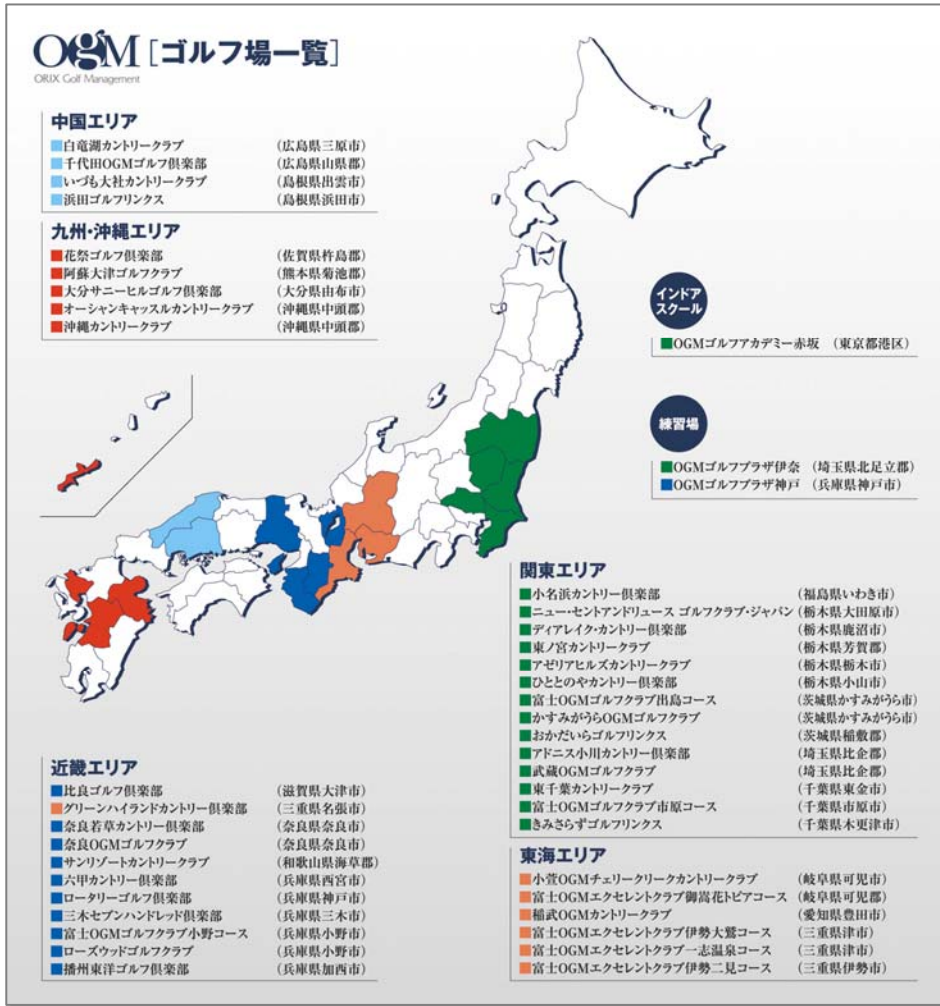 OGM [ゴルフ場一覧]
ORIX Golf Management
中国エリア
白竜湖カントリークラブ (広島県三原市)
千代田OGMゴルフ倶楽部 (広島県山県郡)
いづも大社カントリークラブ (島根県出雲市)
浜田ゴルフリンクス (島根県浜田市)
九州・沖縄エリア
花祭ゴルフ倶楽部 (佐賀県杵島郡)
阿蘇大津ゴルフクラブ (熊本県菊池郡)
大分サニーヒルゴルフ倶楽部 (大分県由布市)
オーシャンキャッスルカントリークラブ (沖縄県中頭郡)
沖縄カントリークラブ (沖縄県中頭郡)
インドア
スクール
OGMゴルフアカデミー赤坂 (東京都港区)
練習場
OGMゴルフプラザ伊奈 (埼玉県北足立郡)
OGMゴルフプラザ神戸 (兵庫県神戸市)
関東エリア
小名浜カントリー倶楽部 (福島県いわき市)
ニュー・セントアンドリュース ゴルフクラブ・ジャパン (栃木県大田原市)
ディアレイク・カントリー倶楽部 (栃木県鹿沼市)
東ノ宮カントリークラブ (栃木県芳賀郡)
アゼリアヒルズカントリークラブ (栃木県栃木市)
ひととのやカントリー倶楽部 (栃木県小山市)
富士OGMゴルフクラブ出島コース (茨城県かすみがうら市)
かすみがうらOGMゴルフクラブ (茨城県かすみがうら市)
おかだいらゴルフリンクス (茨城県稲敷郡)
アドニス小川カントリー倶楽部 (埼玉県比企郡)
武蔵OGMゴルフクラブ (埼玉県比企郡)
東千葉カントリークラブ (千葉県東金市)
富士OGMゴルフクラブ市原コース (千葉県市原市)
きみさらずゴルフリンクス (千葉県木更津市)
近畿エリア
比良ゴルフ倶楽部 (滋賀県大津市)
グリーンハイランドカントリー倶楽部 (三重県名張市)
奈良若草カントリー倶楽部 (奈良県奈良市)
奈良OGMゴルフクラブ (奈良県奈良市)
サンリゾートカントリークラブ (和歌山県海草郡)
六甲カントリー倶楽部 (兵庫県西宮市)
ロータリーゴルフ倶楽部 (兵庫県神戸市)
三木セブンハンドレッド倶楽部 (兵庫県三木市)
富士OGMゴルフクラブ小野コース (兵庫県小野市)
ローズウッドゴルフクラブ (兵庫県小野市)
播州東洋ゴルフ倶楽部 (兵庫県加西市)
東海エリア
小萱OGMチェリークリークカントリークラブ (岐阜県可児市)
富士OGMエクセレントクラブ御嵩花トピアコース (岐阜県可児郡)
稲武OGMカントリークラブ (愛知県豊田市)
富士OGMエクセレントクラブ伊勢大鷲コース (三重県津市)
富士OGMエクセレントクラブ一志温泉コース (三重県津市)
富士OGMエクセレントクラブ伊勢二見コース (三重県伊勢市)